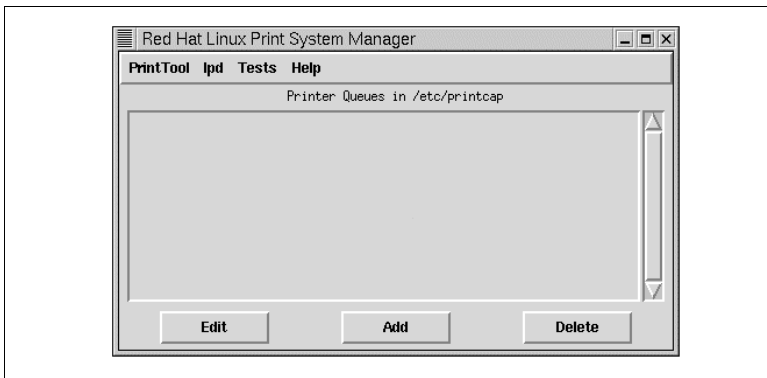 Red Hat Linux Print System Manager
PrintTool lpd Tests Help
Printer Queues in /etc/printcap
Edit Add Delete